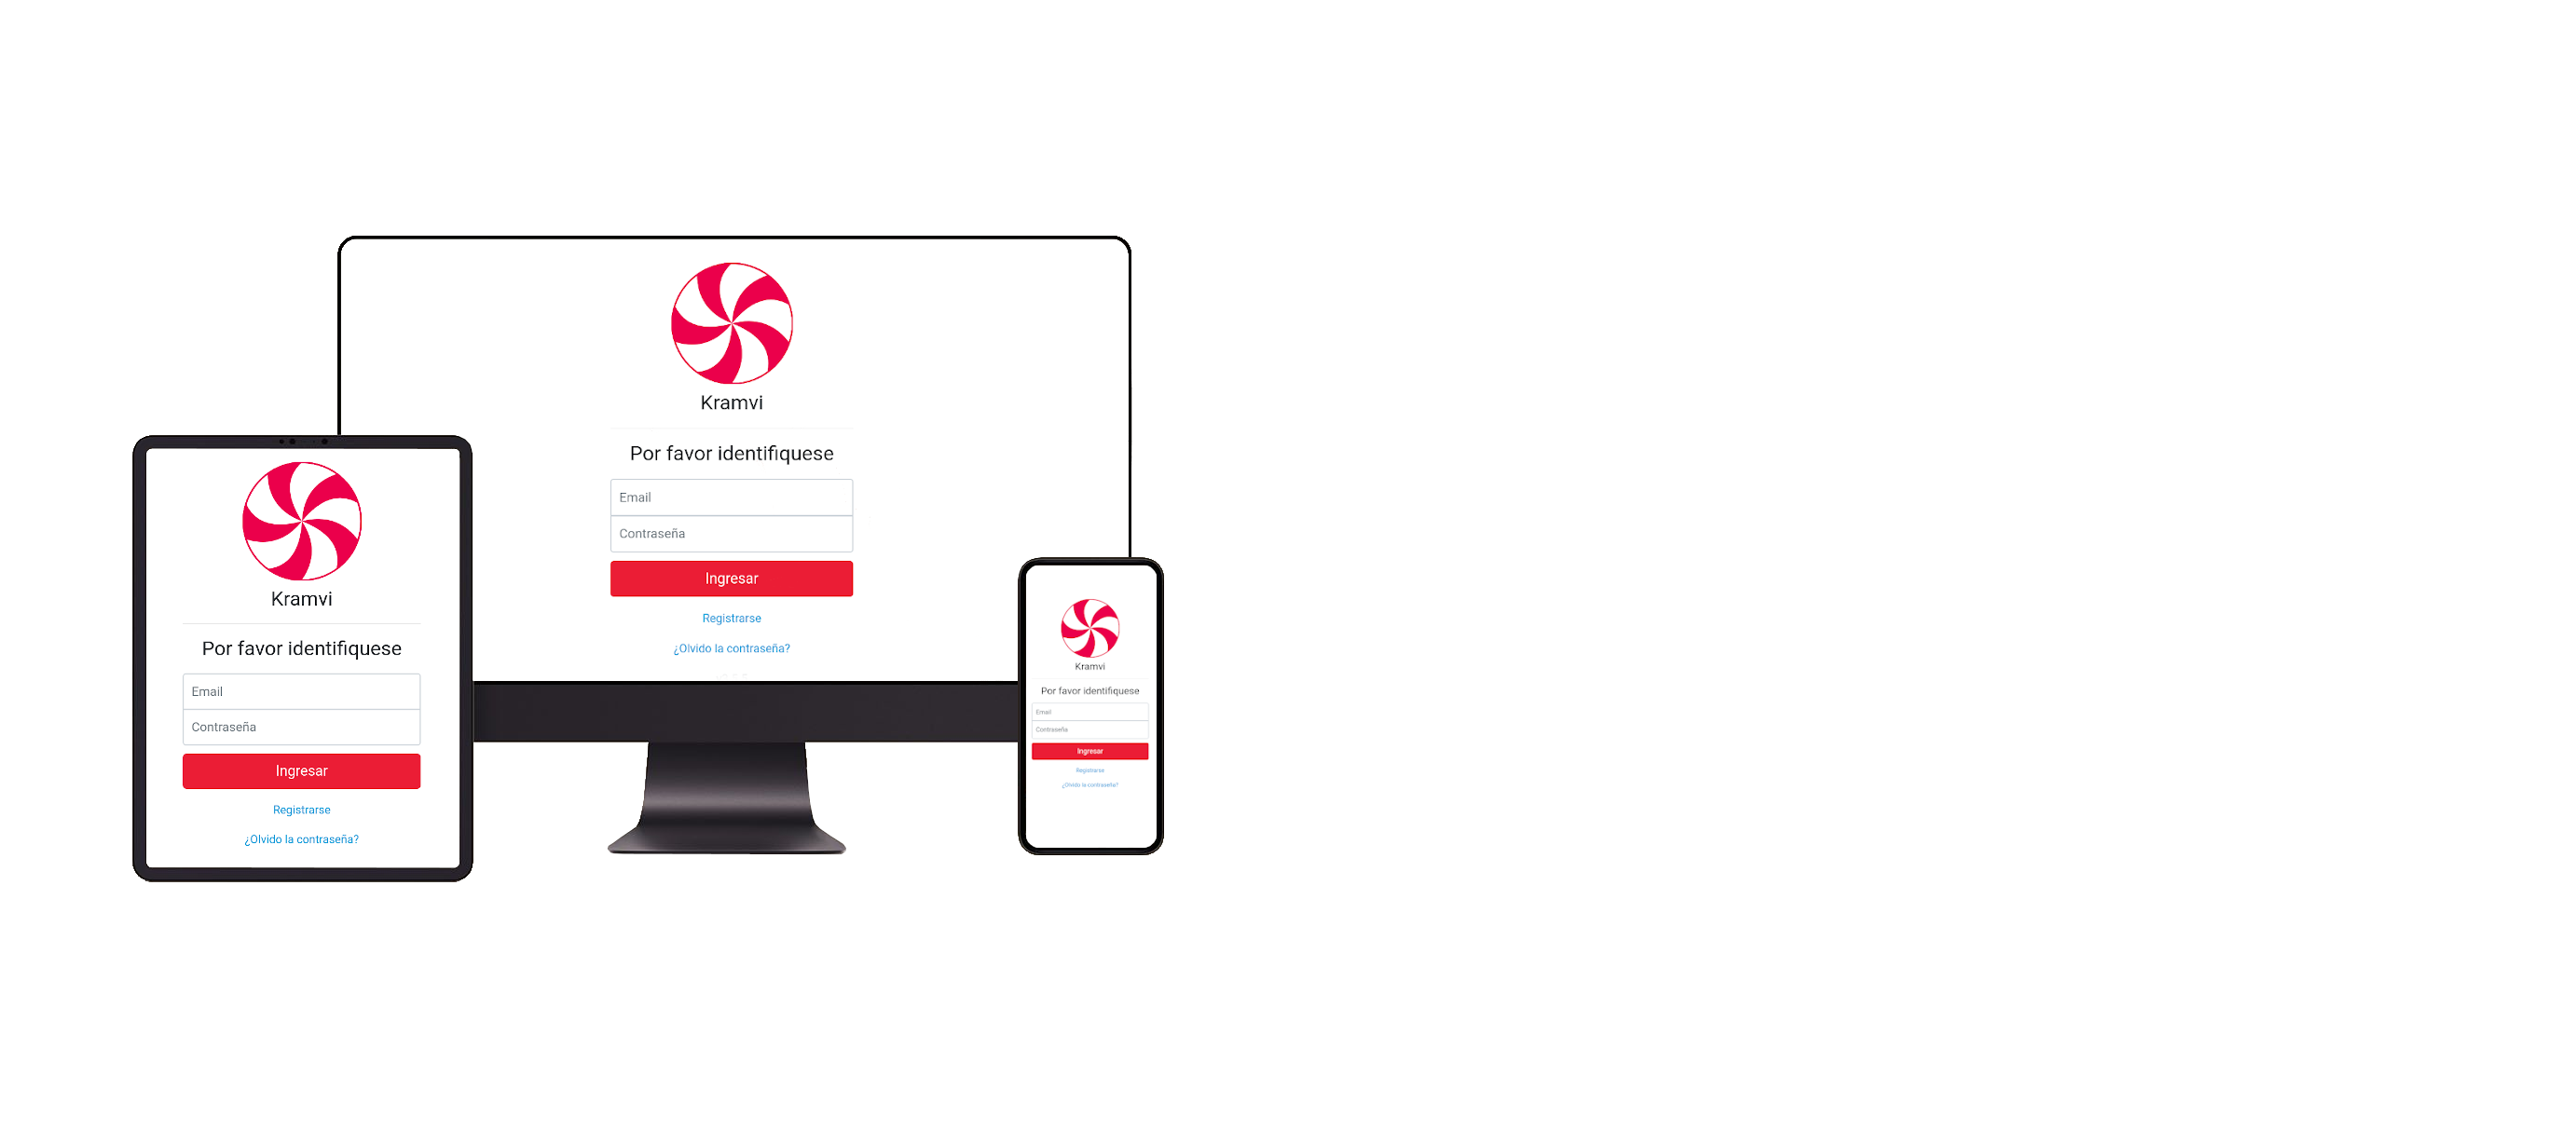 Kramvi
Por favor identifiquese
Email
Contraseña
Ingresar
Registrarse
¿Olvido la contraseña?
Kramvi
Por favor identifiquese
Email
Contraseña
Ingresar
Registrarse
¿Olvido la contraseña?
Kramvi
Por favor identifiquese
Email
Contraseña
Ingresar
Registrarse
¿Olvido la contraseña?